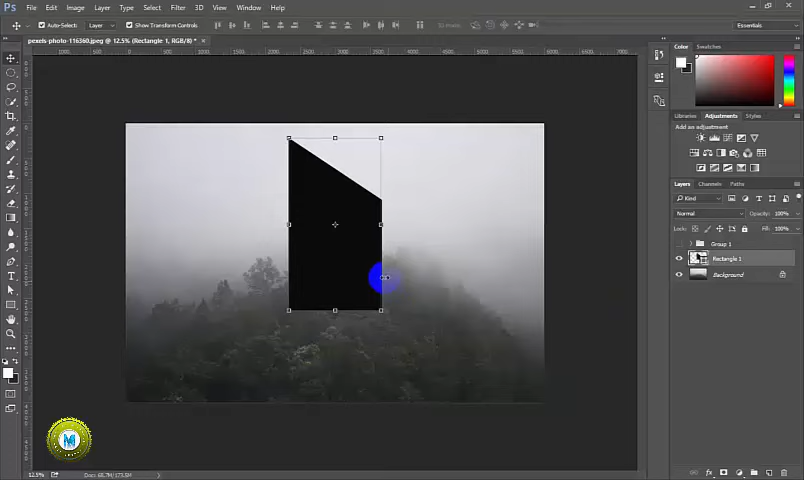 Ps File Edit Image Layer Type Select Filter 3D View Window Help
Auto-Select: Layer Show Transform Controls 3D Mode: Essentials
pexels-photo-116360.jpeg @ 12.5% (Rectangle 1, RGB/8) * ×
Color Swatches
Libraries Adjustments Styles
Add an adjustment
Layers Channels Paths
Kind
Normal Opacity: 100%
Lock: Fill: 100%
Group 1
Rectangle 1
Background
M
12.5% Doc: 68.7M/173.5M